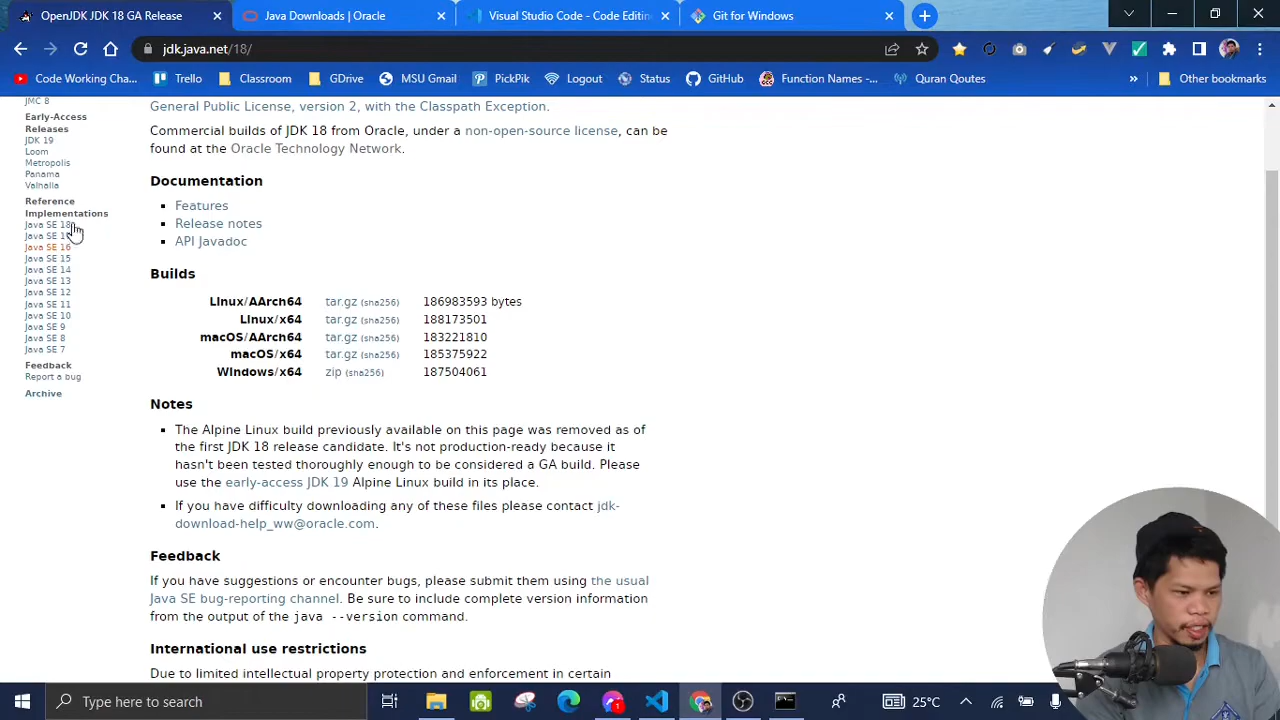 OpenJDK JDK 18 GA Release
Java Downloads | Oracle
Visual Studio Code - Code Editin
Git for Windows
jdk.java.net/18/
Code Working Cha...
Trello
Classroom
GDrive
MSU Gmail
PickPik
Logout
Status
GitHub
Function Names -...
Quran Qoutes
»
Other bookmarks
JMC 8
Early-Access
Releases
JDK 19
Loom
Metropolis
Panama
Valhalla
Reference
Implementations
Java SE 18
Java SE
Java SE 16
Java SE 15
Java SE 14
Java SE 13
Java SE 12
Java SE 11
Java SE 10
Java SE 9
Java SE 8
Java SE 7
Feedback
Report a bug
Archive
General Public License, version 2, with the Classpath Exception.
Commercial builds of JDK 18 from Oracle, under a non-open-source license, can be
found at the Oracle Technology Network.
Documentation
Features
Release notes
API Javadoc
Builds
Linux/AArch64 tar.gz (sha256) 186983593 bytes
Linux/x64 tar.gz (sha256) 188173501
macOS/AArch64 tar.gz (sha256) 183221810
macOS/x64 tar.gz (sha256) 185375922
Windows/x64 zip (sha256) 187504061
Notes
The Alpine Linux build previously available on this page was removed as of
the first JDK 18 release candidate. It's not production-ready because it
hasn't been tested thoroughly enough to be considered a GA build. Please
use the early-access JDK 19 Alpine Linux build in its place.
If you have difficulty downloading any of these files please contact jdk-
download-help_ww@oracle.com.
Feedback
If you have suggestions or encounter bugs, please submit them using the usual
Java SE bug-reporting channel. Be sure to include complete version information
from the output of the java --version command.
International use restrictions
Due to limited intellectual property protection and enforcement in certain
Type here to search
1
25°C